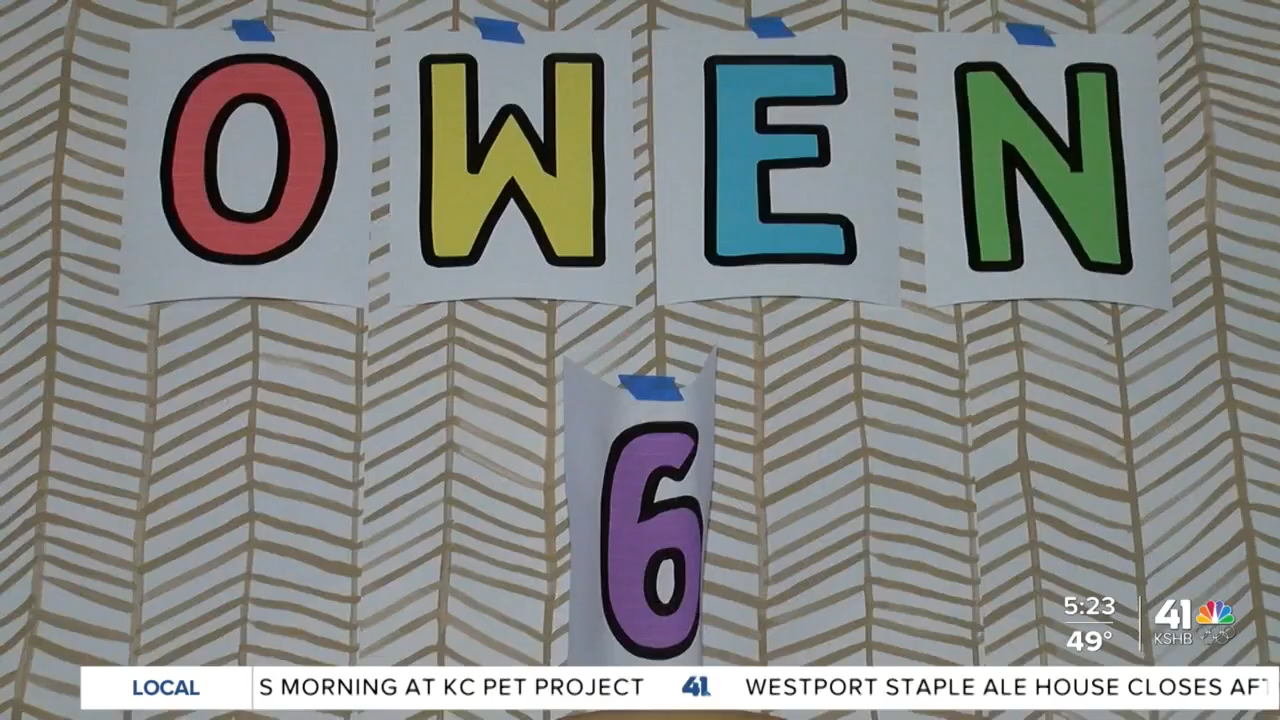 OWEN
6
5:23
49°
41
KSHB
LOCAL
S MORNING AT KC PET PROJECT 41 WESTPORT STAPLE ALE HOUSE CLOSES AFT